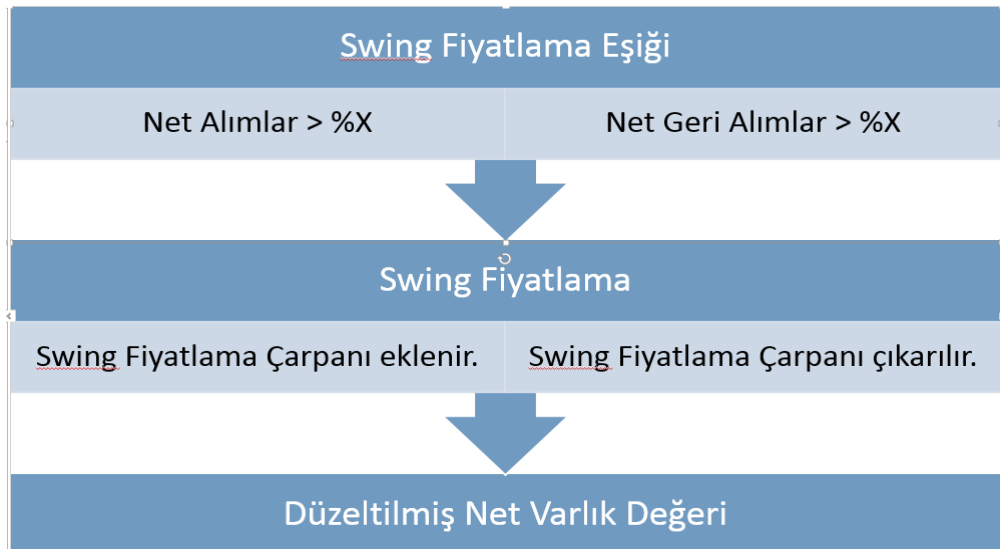 Swing Fiyatlama Eşiği
Net Alımlar > %X
Net Geri Alımlar > %X
Swing Fiyatlama
Swing Fiyatlama Çarpanı eklenir.
Swing Fiyatlama Çarpanı çıkarılır.
Düzeltilmiş Net Varlık Değeri